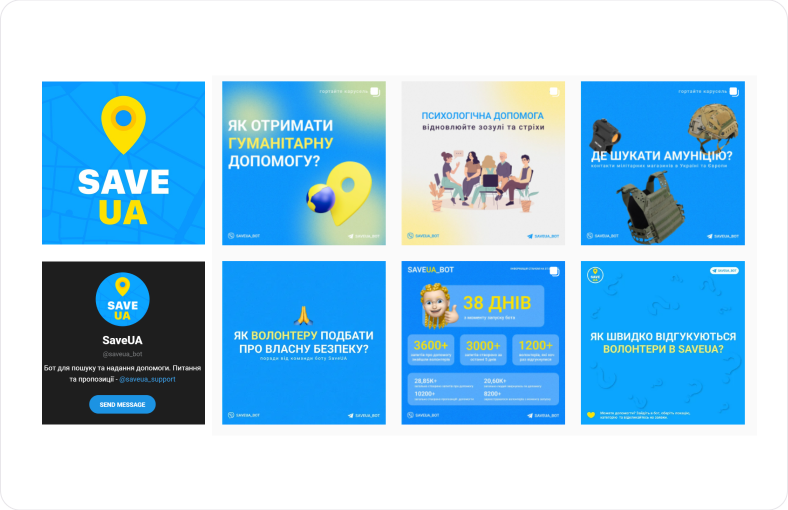 SAVE
UA
гортайте карусель
ЯК ОТРИМАТИ
ГУМАНІТАРНУ
ДОПОМОГУ?
SAVEUA_BOT
SAVEUA_BOT
ПСИХОЛОГІЧНА ДОПОМОГА
відновлюйте зозулі та стріхи
SAVEUA_BOT
SAVEUA_BOT
гортайте карусель
ДЕ ШУКАТИ АМУНІЦІЮ?
контакти мілітарних магазинів в Україні та Європі
SAVEUA_BOT
SAVEUA_BOT
SAVE
UA
SaveUA
@saveua_bot
Бот для пошуку та надання допомоги. Питання
та пропозиції - @saveua_support
SEND MESSAGE
ЯК ВОЛОНТЕРУ ПОДБАТИ
ПРО ВЛАСНУ БЕЗПЕКУ?
поради від команди боту SaveUA
SAVEUA_BOT
SAVEUA_BOT
SAVEUA_BOT
38 ДНІВ
з моменту запуску бота
3600+
3000+
1200+
28,85K+
20,60K+
10200+
8200+
SAVEUA_BOT
SAVEUA_BOT
SAVE
UA
SAVEUA_BOT
ЯК ШВИДКО ВІДГУКУЮТЬСЯ
ВОЛОНТЕРИ В SAVEUA?